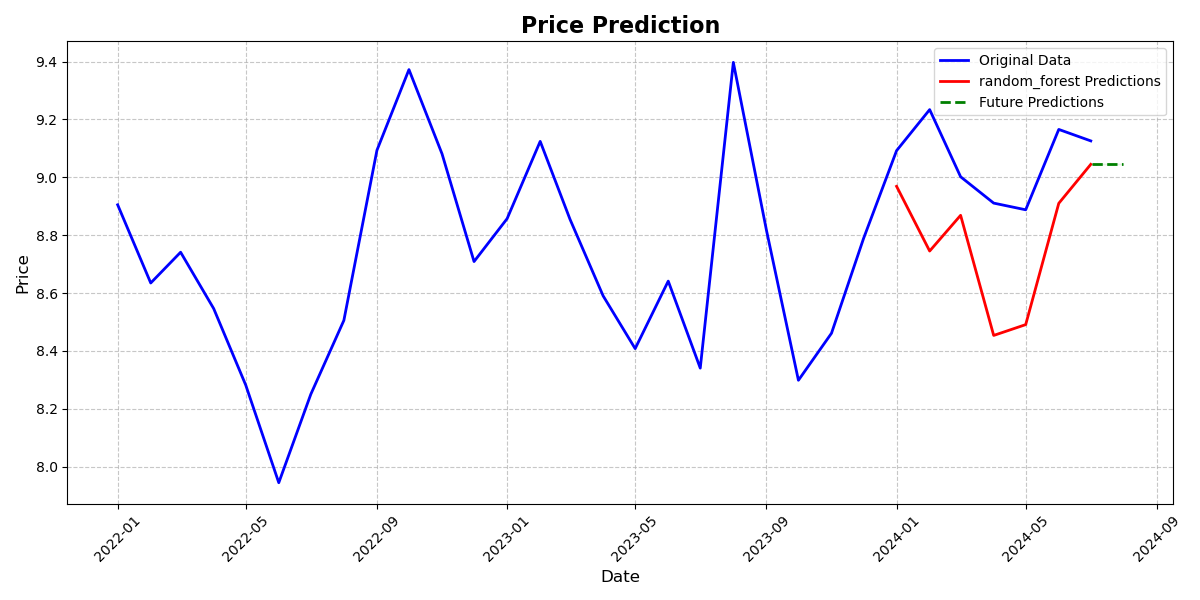 Price Prediction
Original Data
random_forest Predictions
Future Predictions
Price
9.4
9.2
9.0
8.8
8.6
8.4
8.2
8.0
2022-01
2022-05
2022-09
2023-01
2023-05
2023-09
2024-01
2024-05
2024-09
Date